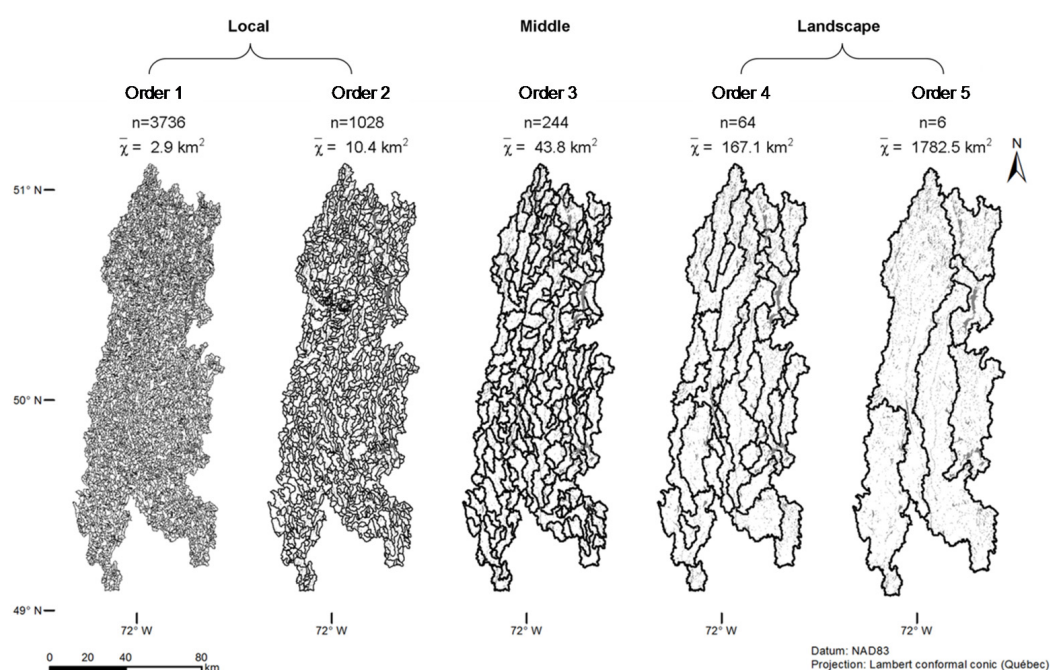 Local Middle Landscape
Order 1 Order 2 Order 3 Order 4 Order 5
n=3736 n=1028 n=244 n=64 n=6
χ̅ = 2.9 km² χ̅ = 10.4 km² χ̅ = 43.8 km² χ̅ = 167.1 km² χ̅ = 1782.5 km²
N
51° N
50° N
49° N
72° W 72° W 72° W 72° W 72° W
0 20 40 80
km
Datum: NAD83
Projection: Lambert conformal conic (Québec)